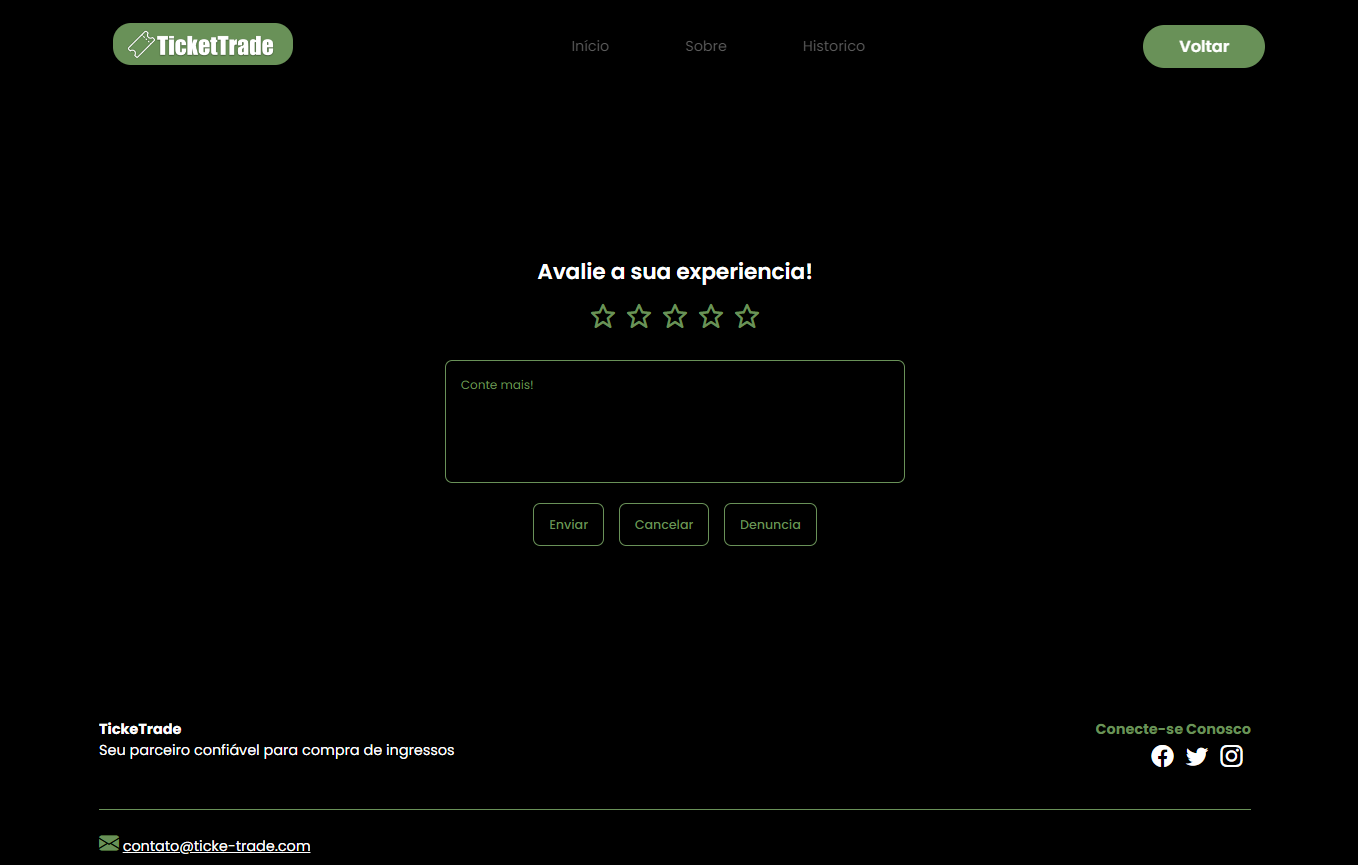 TicketTrade
Início Sobre Historico
Voltar
Avalie a sua experiencia!
Conte mais!
Enviar Cancelar Denuncia
TickeTrade
Seu parceiro confiável para compra de ingressos
Conecte-se Conosco
contato@ticke-trade.com